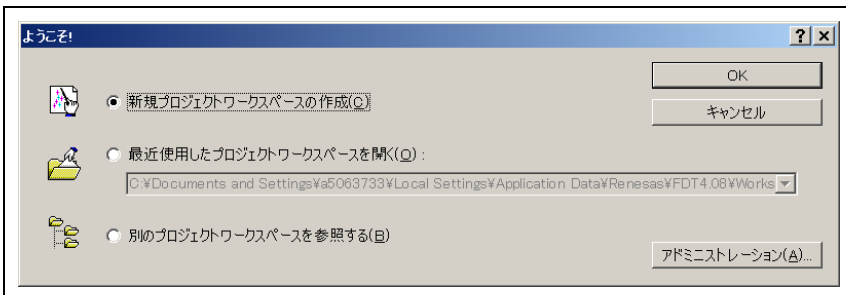 ようこそ!
OK
新規プロジェクトワークスペースの作成(C)
キャンセル
最近使用したプロジェクトワークスペースを開く(O) :
C:¥Documents and Settings¥a5063733¥Local Settings¥Application Data¥Renesas¥FDT4.08¥Works
別のプロジェクトワークスペースを参照する(B)
アドミニストレーション(A)...